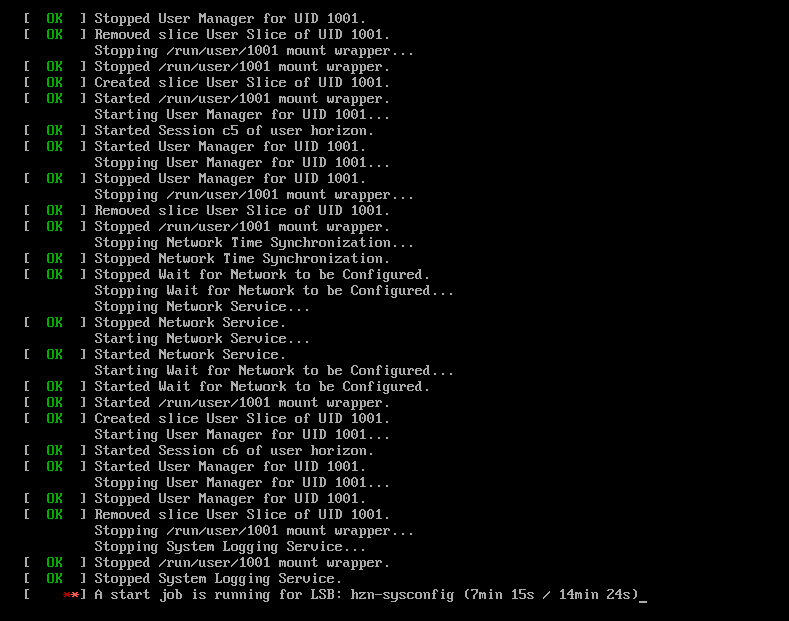 [  OK  ] Stopped User Manager for UID 1001.
[  OK  ] Removed slice User Slice of UID 1001.
         Stopping /run/user/1001 mount wrapper...
[  OK  ] Stopped /run/user/1001 mount wrapper.
[  OK  ] Created slice User Slice of UID 1001.
[  OK  ] Started /run/user/1001 mount wrapper.
         Starting User Manager for UID 1001...
[  OK  ] Started Session c5 of user horizon.
[  OK  ] Started User Manager for UID 1001.
         Stopping User Manager for UID 1001...
[  OK  ] Stopped User Manager for UID 1001.
         Stopping /run/user/1001 mount wrapper...
[  OK  ] Removed slice User Slice of UID 1001.
[  OK  ] Stopped /run/user/1001 mount wrapper.
         Stopping Network Time Synchronization...
[  OK  ] Stopped Network Time Synchronization.
[  OK  ] Stopped Wait for Network to be Configured.
         Stopping Wait for Network to be Configured...
         Stopping Network Service...
[  OK  ] Stopped Network Service.
         Starting Network Service...
[  OK  ] Started Network Service.
         Starting Wait for Network to be Configured...
[  OK  ] Started Wait for Network to be Configured.
[  OK  ] Started /run/user/1001 mount wrapper.
[  OK  ] Created slice User Slice of UID 1001.
         Starting User Manager for UID 1001...
[  OK  ] Started Session c6 of user horizon.
[  OK  ] Started User Manager for UID 1001.
         Stopping User Manager for UID 1001...
[  OK  ] Stopped User Manager for UID 1001.
[  OK  ] Removed slice User Slice of UID 1001.
         Stopping /run/user/1001 mount wrapper...
         Stopping System Logging Service...
[  OK  ] Stopped /run/user/1001 mount wrapper.
[  OK  ] Stopped System Logging Service.
[    **] A start job is running for LSB: hzn-sysconfig (7min 15s / 14min 24s)_